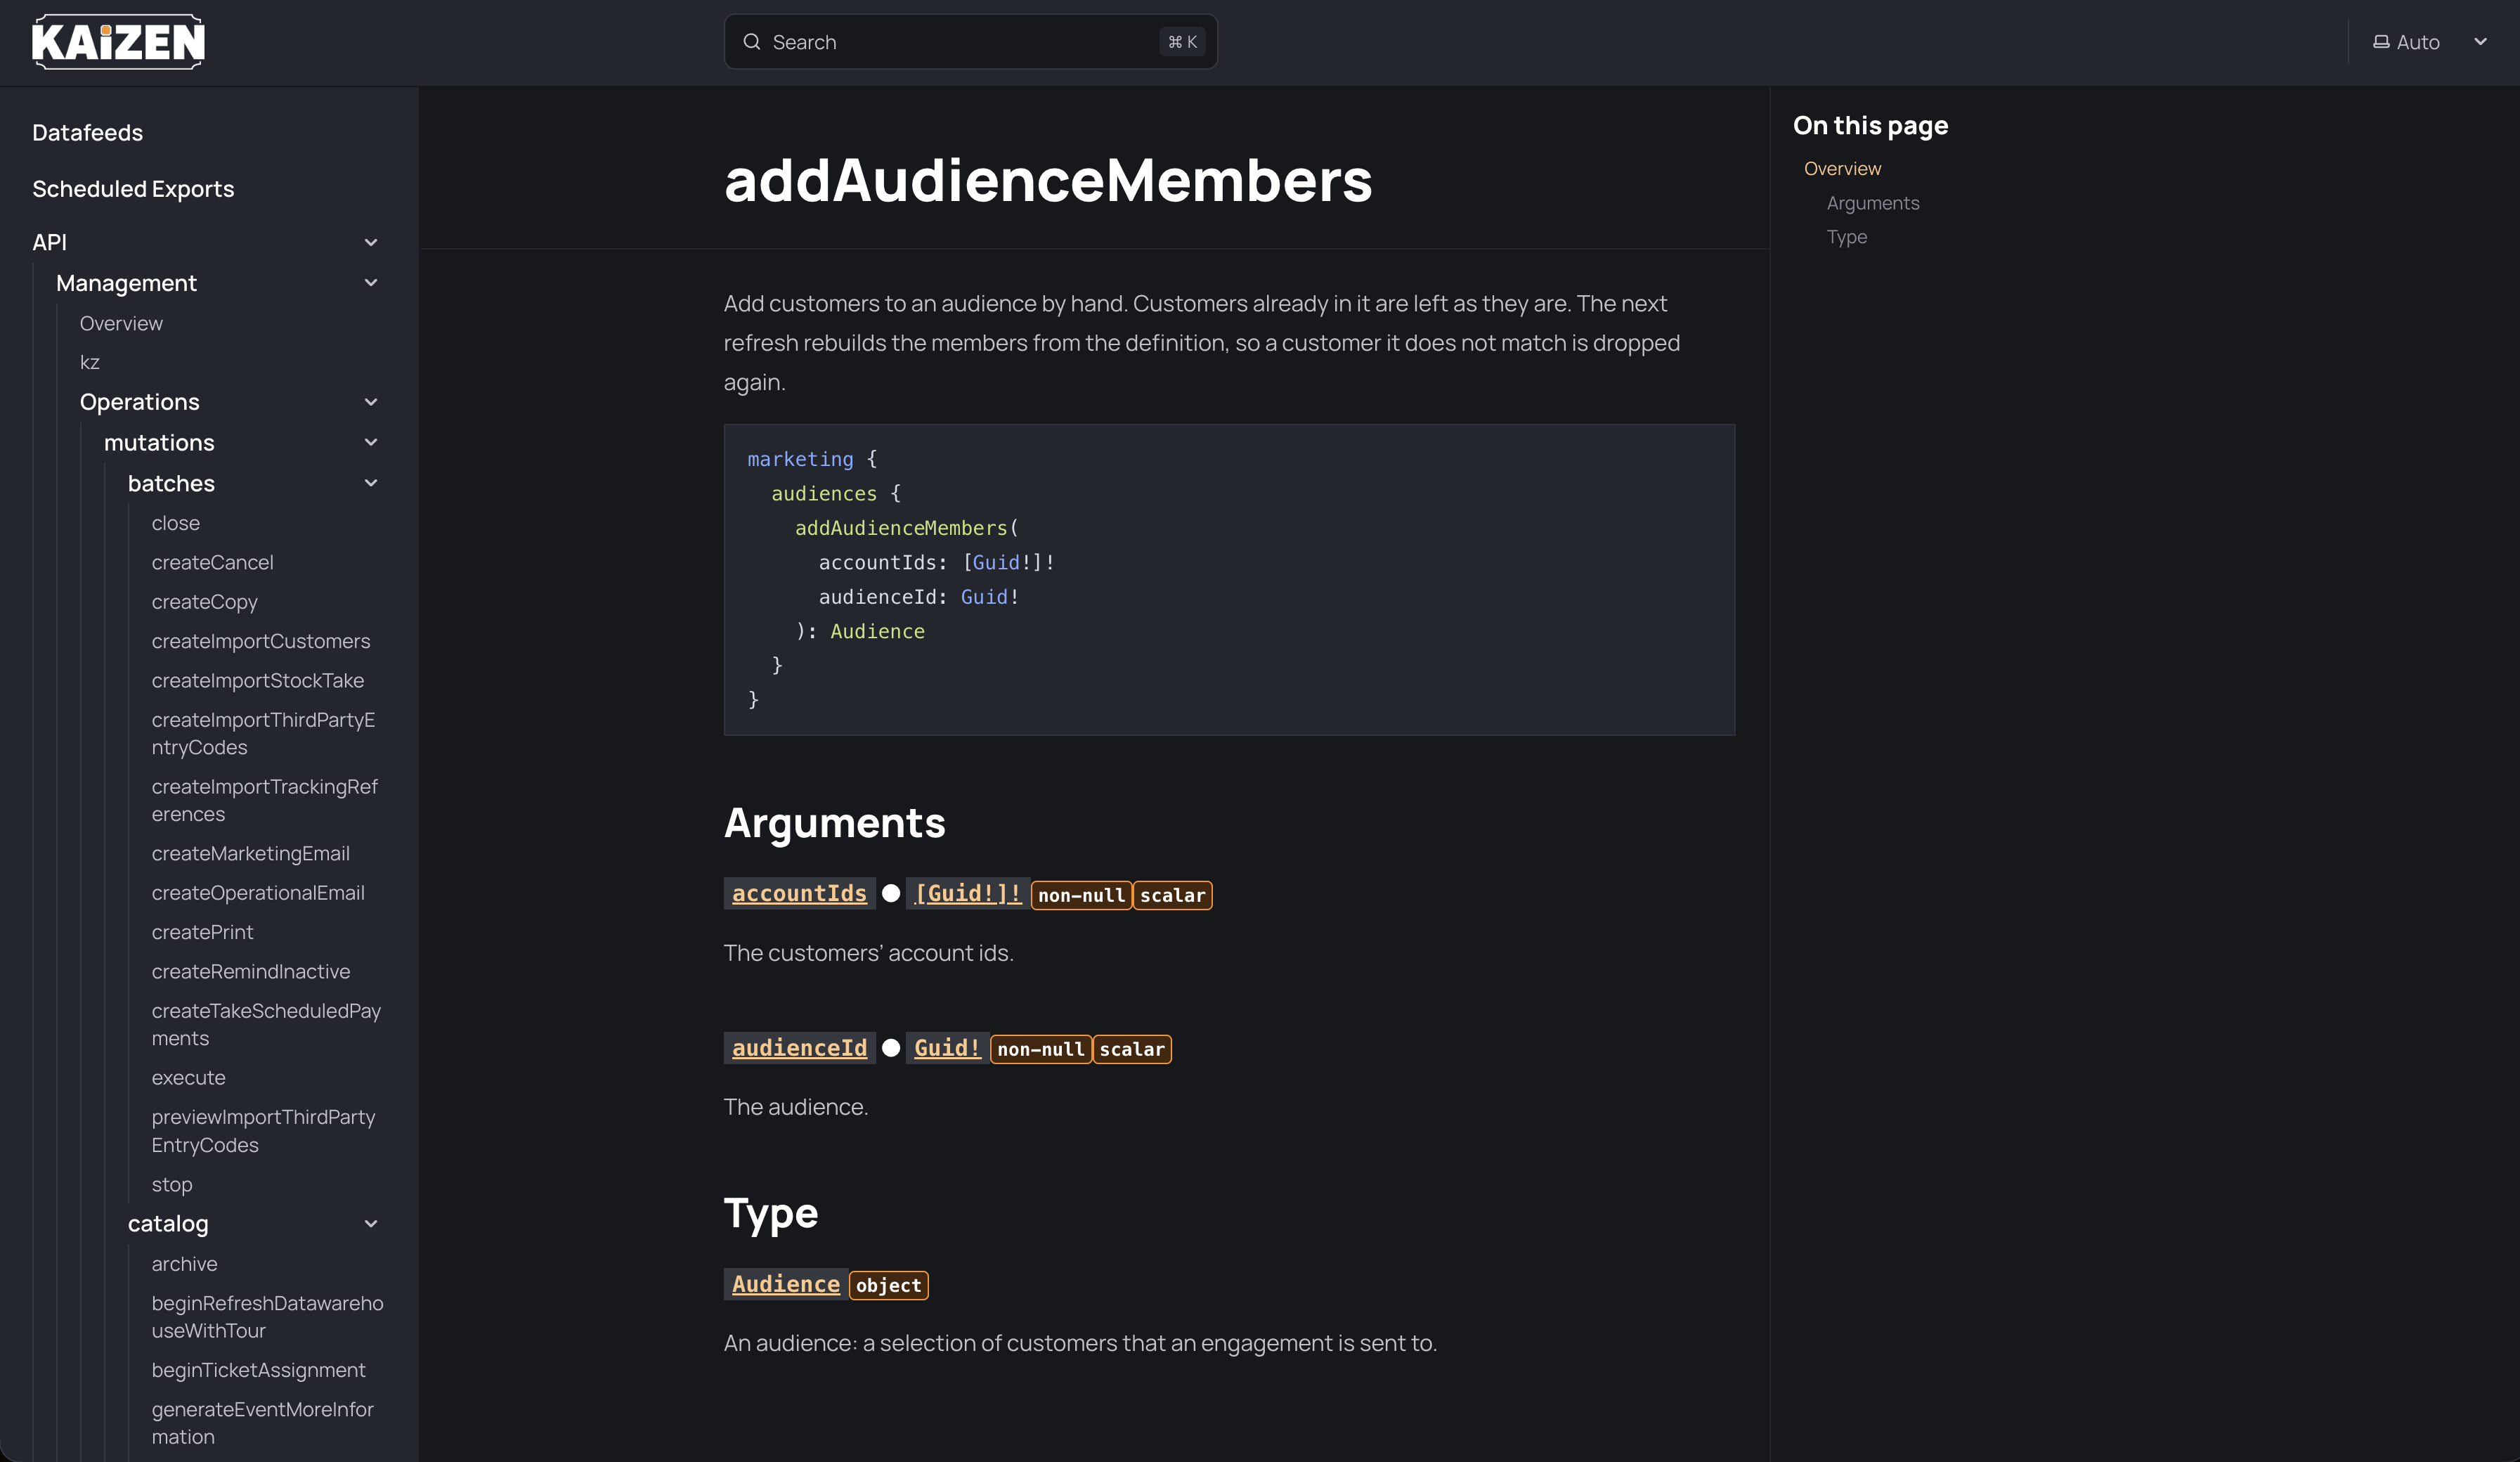 KAiZEN
Search
⌘ K
Auto
Datafeeds
Scheduled Exports
API
Management
Overview
kz
Operations
mutations
batches
close
createCancel
createCopy
createImportCustomers
createImportStockTake
createImportThirdPartyE
ntryCodes
createImportTrackingRef
erences
createMarketingEmail
createOperationalEmail
createPrint
createRemindInactive
createTakeScheduledPay
ments
execute
previewImportThirdParty
EntryCodes
stop
catalog
archive
beginRefreshDatawareho
useWithTour
beginTicketAssignment
generateEventMoreInfor
mation
addAudienceMembers
Add customers to an audience by hand. Customers already in it are left as they are. The next
refresh rebuilds the members from the definition, so a customer it does not match is dropped
again.
marketing {
  audiences {
    addAudienceMembers(
      accountIds: [Guid!]!
      audienceId: Guid!
    ): Audience
  }
}
Arguments
accountIds ● [Guid!]! non-null scalar
The customers’ account ids.
audienceId ● Guid! non-null scalar
The audience.
Type
Audience object
An audience: a selection of customers that an engagement is sent to.
On this page
Overview
Arguments
Type